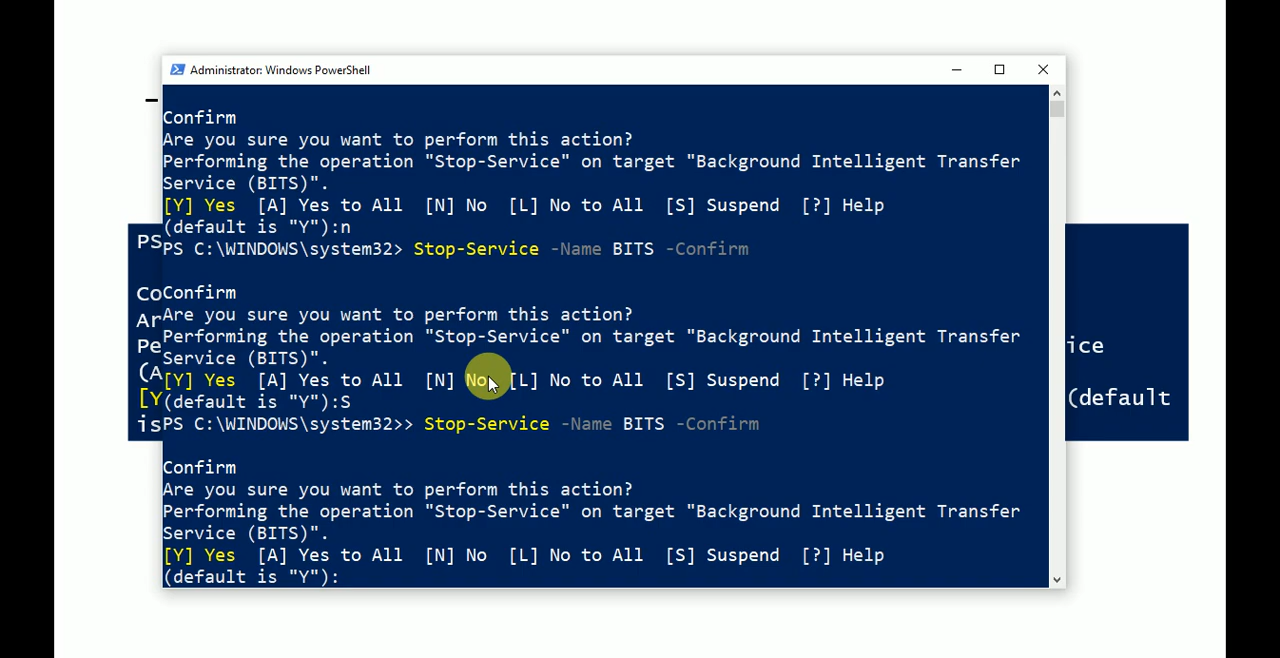 Administrator: Windows PowerShell
Confirm
Are you sure you want to perform this action?
Performing the operation "Stop-Service" on target "Background Intelligent Transfer
Service (BITS)".
[Y] Yes  [A] Yes to All  [N] No  [L] No to All  [S] Suspend  [?] Help
(default is "Y"):n
PS C:\WINDOWS\system32> Stop-Service -Name BITS -Confirm
Confirm
Are you sure you want to perform this action?
Performing the operation "Stop-Service" on target "Background Intelligent Transfer
Service (BITS)".
[Y] Yes  [A] Yes to All  [N] No  [L] No to All  [S] Suspend  [?] Help
(default is "Y"):S
PS C:\WINDOWS\system32>> Stop-Service -Name BITS -Confirm
Confirm
Are you sure you want to perform this action?
Performing the operation "Stop-Service" on target "Background Intelligent Transfer
Service (BITS)".
[Y] Yes  [A] Yes to All  [N] No  [L] No to All  [S] Suspend  [?] Help
(default is "Y"):
PS
Co
Ar
Pe ice
(A
[Y (default
is